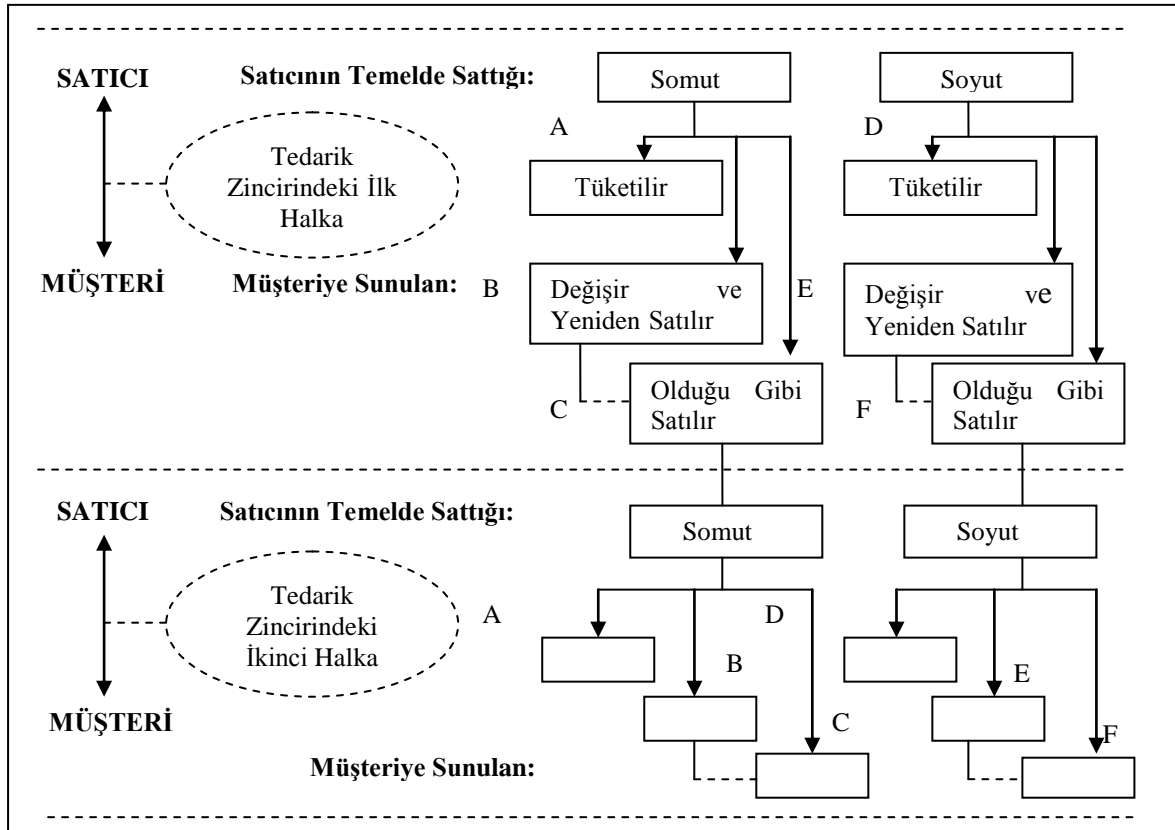 SATICI
Satıcının Temelde Sattığı:
Somut
Soyut
A
D
Tedarik
Zincirindeki İlk
Halka
Tüketilir
Tüketilir
MÜŞTERİ
Müşteriye Sunulan:
B
Değişir ve
Yeniden Satılır
E
Değişir ve
Yeniden Satılır
C
Olduğu Gibi
Satılır
F
Olduğu Gibi
Satılır
SATICI
Satıcının Temelde Sattığı:
Somut
Soyut
Tedarik
Zincirindeki
İkinci Halka
A
D
B
E
MÜŞTERİ
C
F
Müşteriye Sunulan: